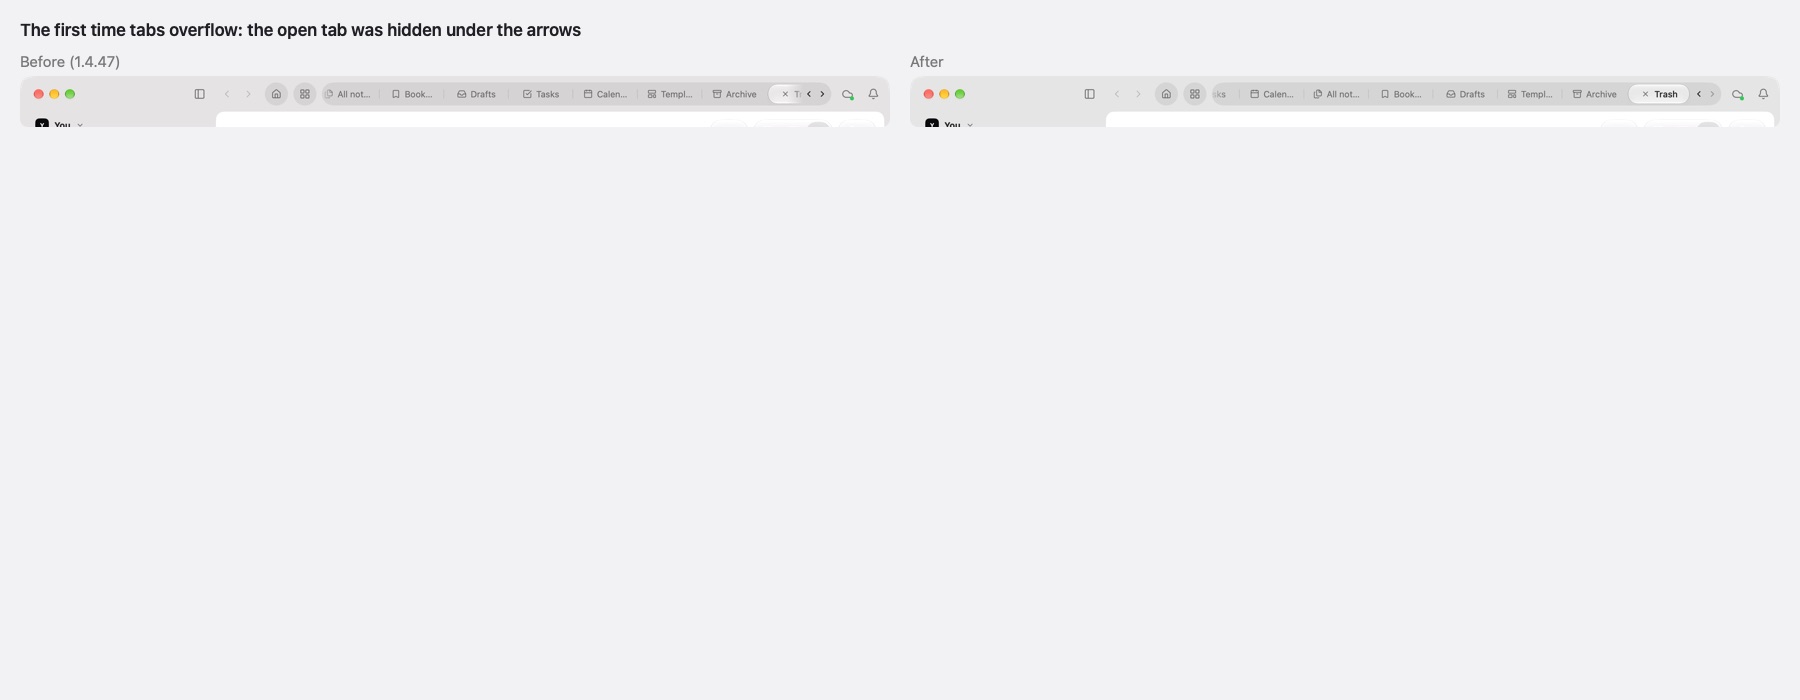 The first time tabs overflow: the open tab was hidden under the arrows
Before (1.4.47)
All not... Book... Drafts Tasks Calen... Templ... Archive
You
After
ks Calen... All not... Book... Drafts Templ... Archive Trash
You